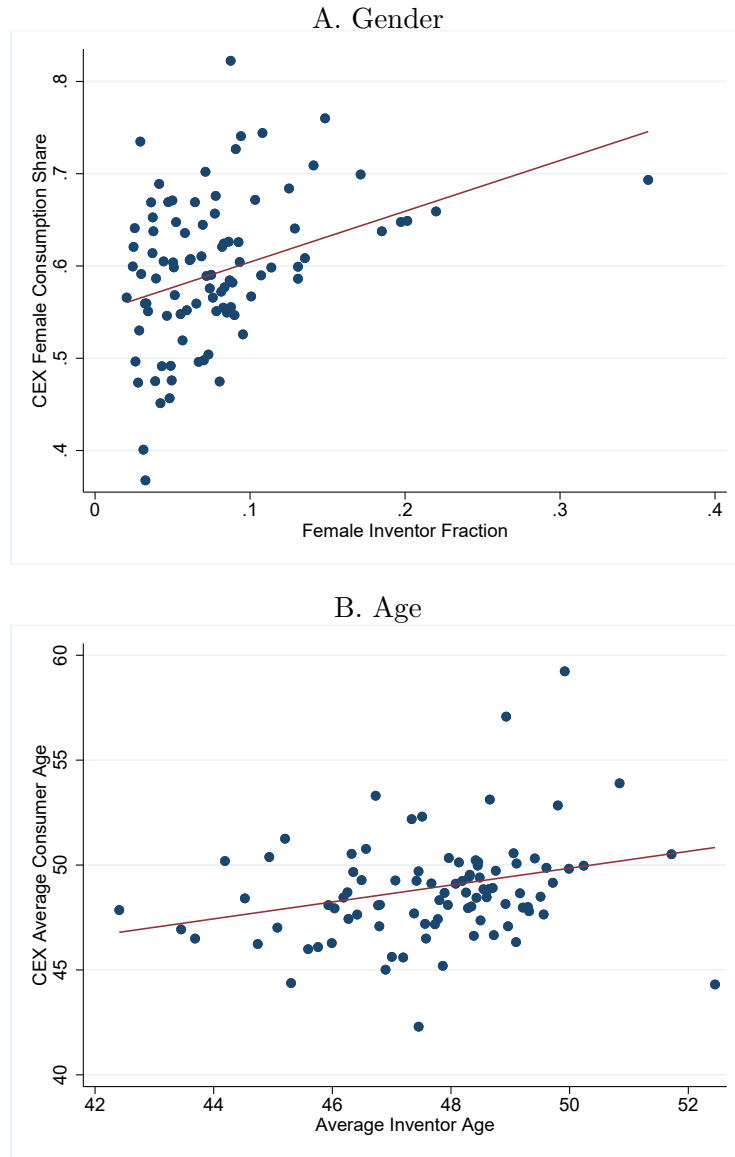 A. Gender
CEX Female Consumption Share
.8
.7
.6
.5
.4
0 .1 .2 .3 .4
Female Inventor Fraction
B. Age
CEX Average Consumer Age
60
55
50
45
40
42 44 46 48 50 52
Average Inventor Age